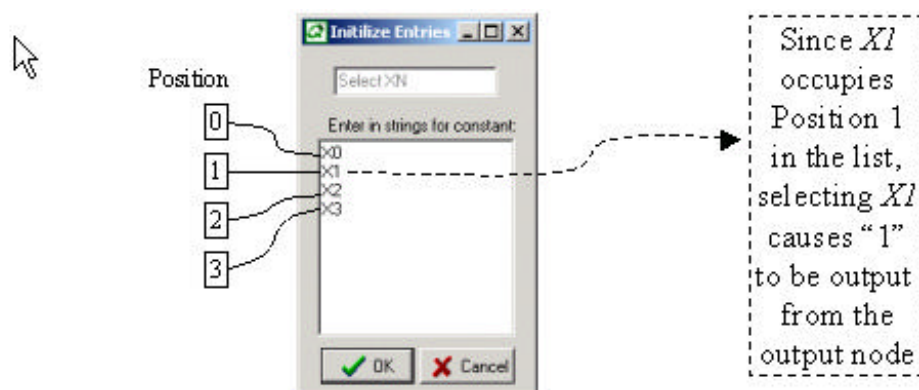 Initilize Entries
Select XN
Enter in strings for constant:
Position
0
1
2
3
X0
X1
X2
X3
OK
Cancel
Since X1
occupies
Position 1
in the list,
selecting X1
causes “1”
to be output
from the
output node